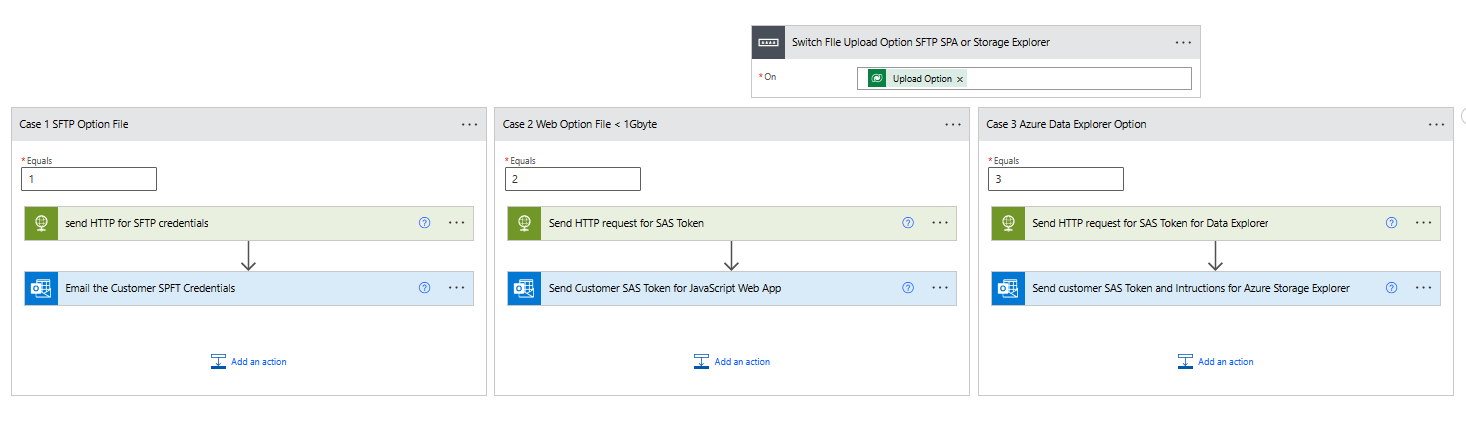 Switch FIle Upload Option SFTP SPA or Storage Explorer
* On
Upload Option ×
Case 1 SFTP Option File
Case 2 Web Option File < 1Gbyte
Case 3 Azure Data Explorer Option
* Equals
* Equals
* Equals
1
2
3
send HTTP for SFTP credentials
Send HTTP request for SAS Token
Send HTTP request for SAS Token for Data Explorer
Email the Customer SPFT Credentials
Send Customer SAS Token for JavaScript Web App
Send customer SAS Token and Intructions for Azure Storage Explorer
Add an action
Add an action
Add an action